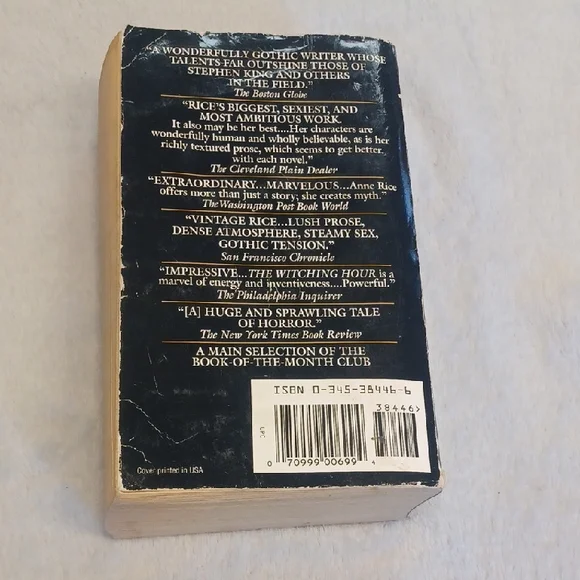 "A WONDERFULLY GOTHIC WRITER WHOSE
TALENTS FAR OUTSHINE THOSE OF
STEPHEN KING AND OTHERS
IN THE FIELD."
The Boston Globe
"RICE'S BIGGEST, SEXIEST, AND
MOST AMBITIOUS WORK.
It also may be her best....Her characters are
wonderfully human and wholly believable, as is her
richly textured prose, which seems to get better
with each novel."
The Cleveland Plain Dealer
"EXTRAORDINARY...MARVELOUS...Anne Rice
offers more than just a story; she creates myth."
The Washington Post Book World
"VINTAGE RICE...LUSH PROSE,
DENSE ATMOSPHERE, STEAMY SEX,
GOTHIC TENSION."
San Francisco Chronicle
"IMPRESSIVE...THE WITCHING HOUR is a
marvel of energy and inventiveness....Powerful."
The Philadelphia Inquirer
"[A] HUGE AND SPRAWLING TALE
OF HORROR."
The New York Times Book Review
A MAIN SELECTION OF THE
BOOK-OF-THE-MONTH CLUB
ISBN 0-345-38446-6
38446>
LPC
0 70999 00699 4
Cover printed in USA